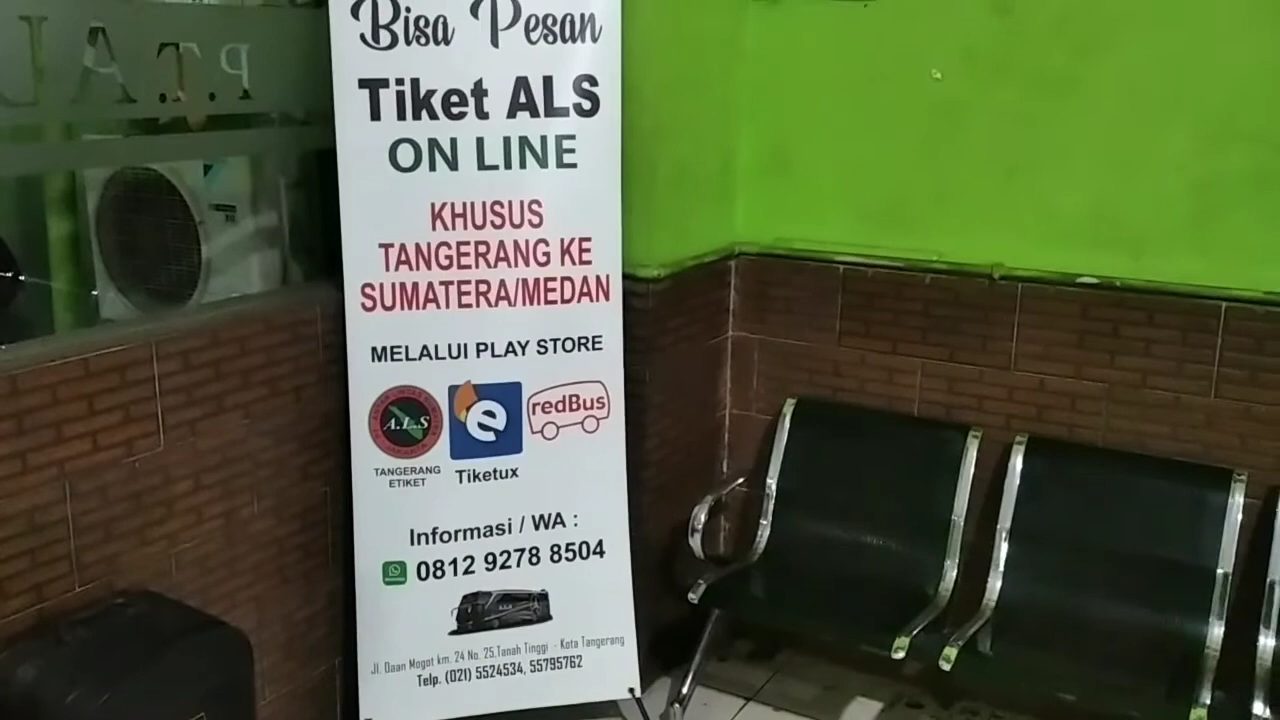 P.T.AL
Bisa Pesan
Tiket ALS
ON LINE
KHUSUS
TANGERANG KE
SUMATERA/MEDAN
MELALUI PLAY STORE
A.L.S
e
redBus
TANGERANG
ETIKET
Tiketux
Informasi / WA :
0812 9278 8504
Jl. Daan Mogot km. 24 No. 25,Tanah Tinggi - Kota Tangerang
Telp. (021) 5524534, 55795762